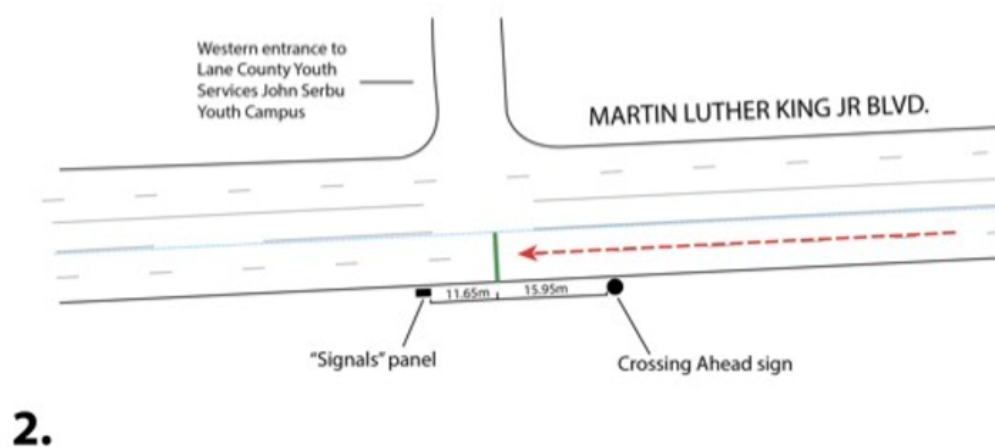 Western entrance to
Lane County Youth
Services John Serbu
Youth Campus
MARTIN LUTHER KING JR BLVD.
11.65m
15.95m
"Signals" panel
Crossing Ahead sign
2.